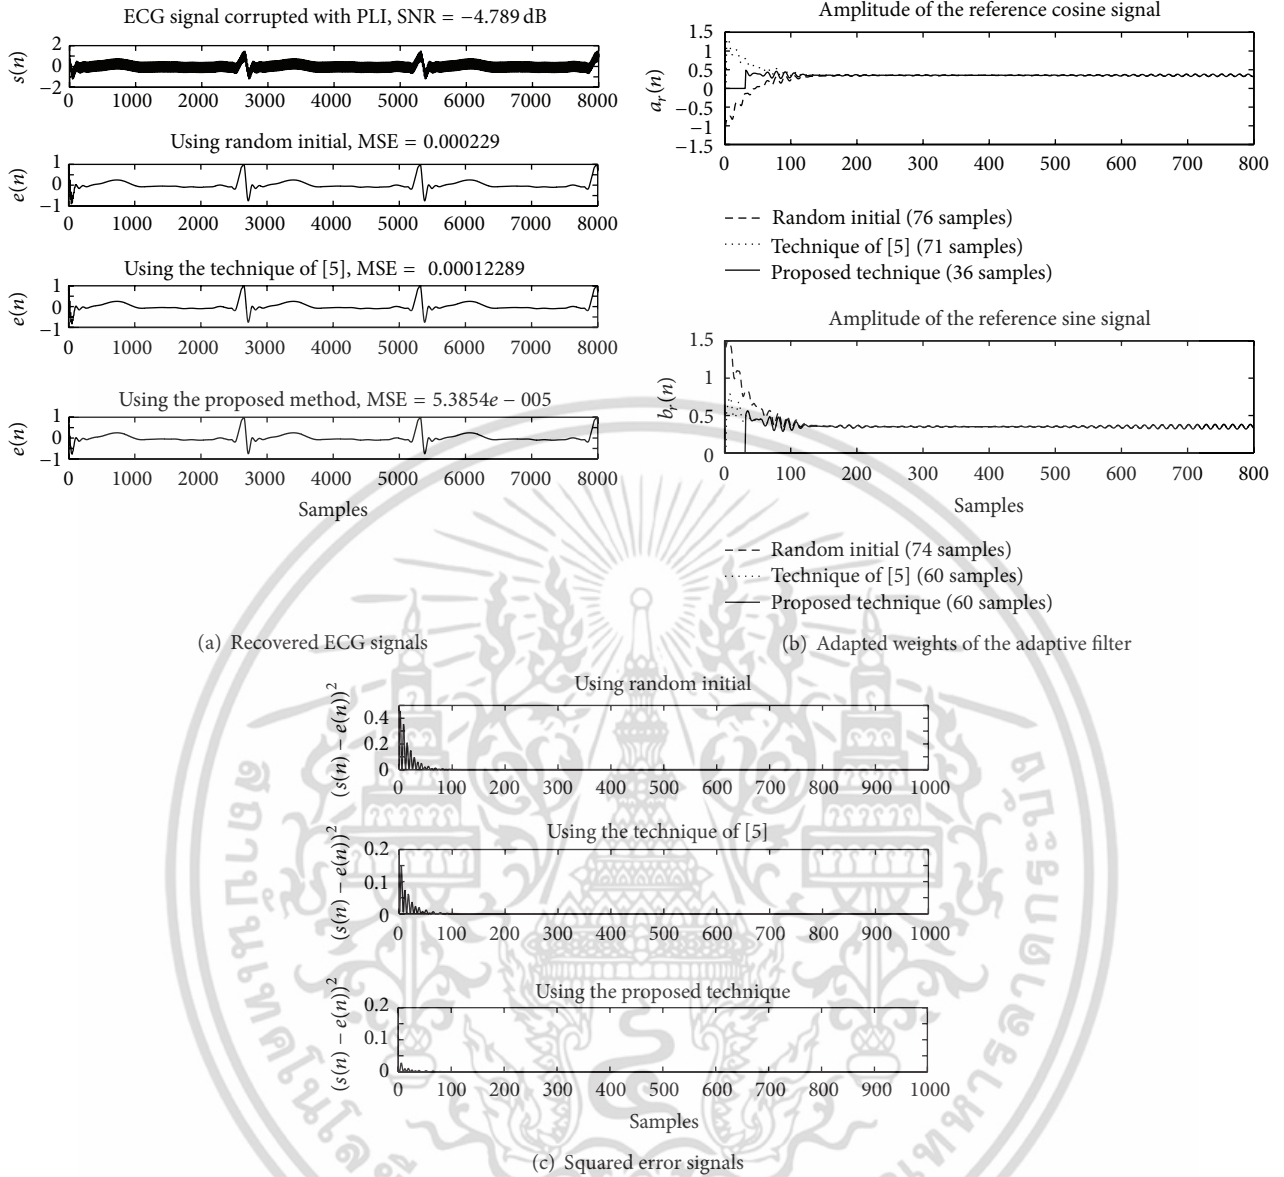 ECG signal corrupted with PLI, SNR = −4.789 dB
s(n)
2
0
−2
0 1000 2000 3000 4000 5000 6000 7000 8000
Using random initial, MSE = 0.000229
e(n)
1
0
−1
0 1000 2000 3000 4000 5000 6000 7000 8000
Using the technique of [5], MSE = 0.00012289
e(n)
1
0
−1
0 1000 2000 3000 4000 5000 6000 7000 8000
Using the proposed method, MSE = 5.3854e − 005
e(n)
1
0
−1
0 1000 2000 3000 4000 5000 6000 7000 8000
Samples
(a) Recovered ECG signals
Amplitude of the reference cosine signal
a_r(n)
1.5
1
0.5
0
−0.5
−1
−1.5
0 100 200 300 400 500 600 700 800
Random initial (76 samples)
Technique of [5] (71 samples)
Proposed technique (36 samples)
Amplitude of the reference sine signal
b_r(n)
1.5
1
0.5
0
0 100 200 300 400 500 600 700 800
Samples
Random initial (74 samples)
Technique of [5] (60 samples)
Proposed technique (60 samples)
(b) Adapted weights of the adaptive filter
Using random initial
(s(n) − e(n))²
0.4
0.2
0
0 100 200 300 400 500 600 700 800 900 1000
Using the technique of [5]
(s(n) − e(n))²
0.2
0.1
0
0 100 200 300 400 500 600 700 800 900 1000
Using the proposed technique
(s(n) − e(n))²
0.2
0.1
0
0 100 200 300 400 500 600 700 800 900 1000
Samples
(c) Squared error signals